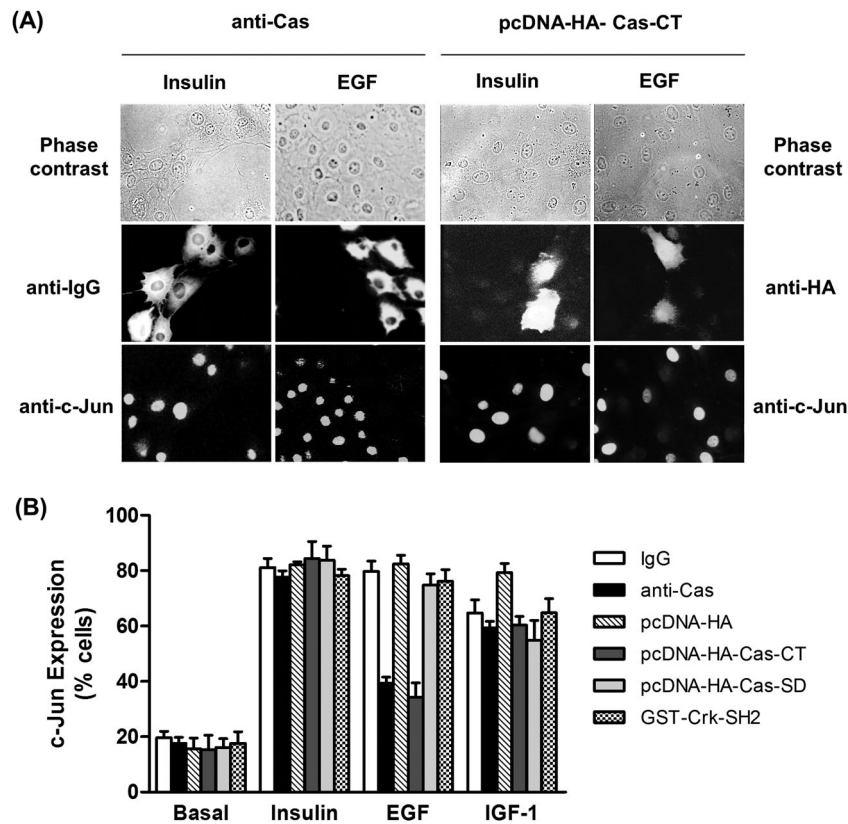 (A)
anti-Cas
pcDNA-HA- Cas-CT
Insulin
EGF
Insulin
EGF
Phase
contrast
Phase
contrast
anti-IgG
anti-HA
anti-c-Jun
anti-c-Jun
(B)
c-Jun Expression
(% cells)
100
80
60
40
20
0
Basal
Insulin
EGF
IGF-1
IgG
anti-Cas
pcDNA-HA
pcDNA-HA-Cas-CT
pcDNA-HA-Cas-SD
GST-Crk-SH2